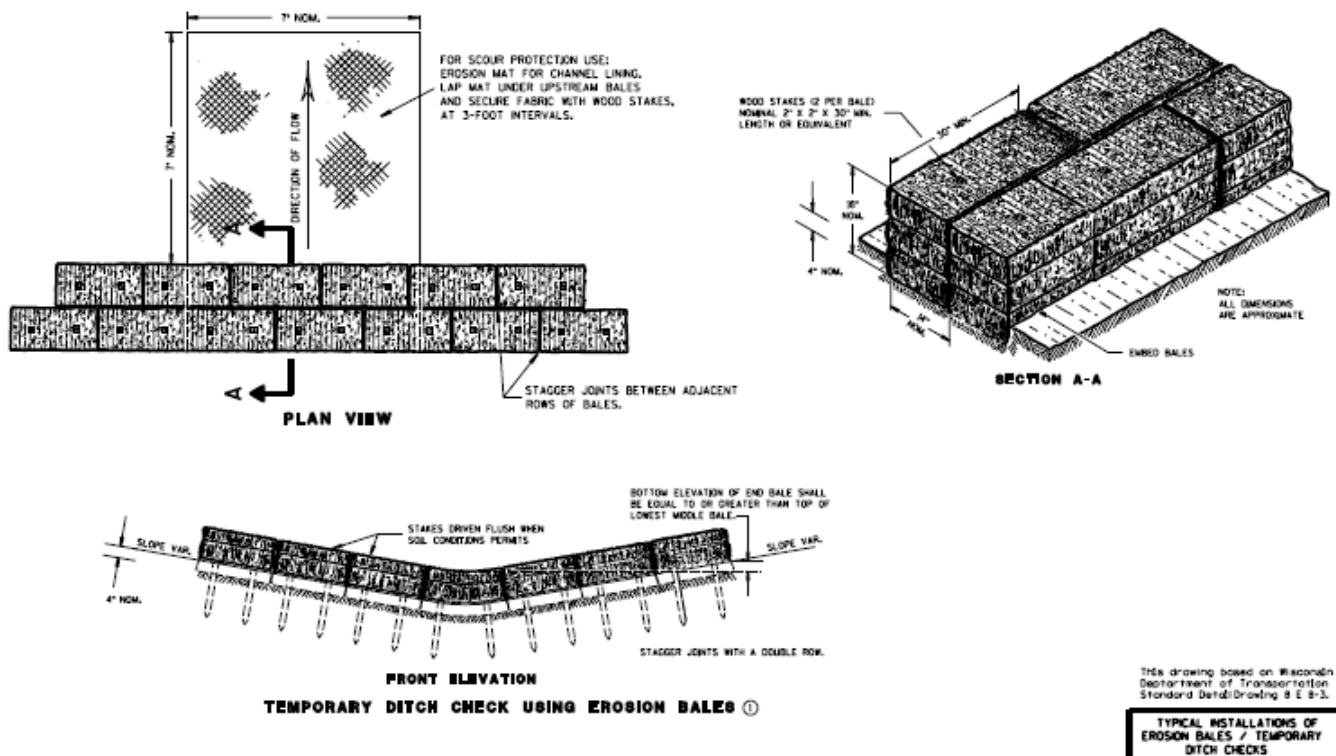 7' NOM.
7' NOM.
FOR SCOUR PROTECTION USE:
EROSION MAT FOR CHANNEL LINING.
LAP MAT UNDER UPSTREAM BALES
AND SECURE FABRIC WITH WOOD STAKES,
AT 3-FOOT INTERVALS.
DIRECTION OF FLOW
A
A
STAGGER JOINTS BETWEEN ADJACENT
ROWS OF BALES.
PLAN VIEW
WOOD STAKES (2 PER BALE)
NOMINAL 2" X 2" X 30" MIN.
LENGTH OR EQUIVALENT
30" MIN.
NOM.
4" NOM.
NOM.
NOTE:
ALL DIMENSIONS
ARE APPROXIMATE
EMBED BALES
SECTION A-A
BOTTOM ELEVATION OF END BALE SHALL
BE EQUAL TO OR GREATER THAN TOP OF
LOWEST MIDDLE BALE.
STAKES DRIVEN FLUSH WHEN
SOIL CONDITIONS PERMITS
SLOPE VAR.
SLOPE VAR.
4" NOM.
STAGGER JOINTS WITH A DOUBLE ROW.
FRONT ELEVATION
TEMPORARY DITCH CHECK USING EROSION BALES ①
This drawing based on Wisconsin
Department of Transportation
Standard Detail Drawing 8 E 8-3.
TYPICAL INSTALLATIONS OF
EROSION BALES / TEMPORARY
DITCH CHECKS